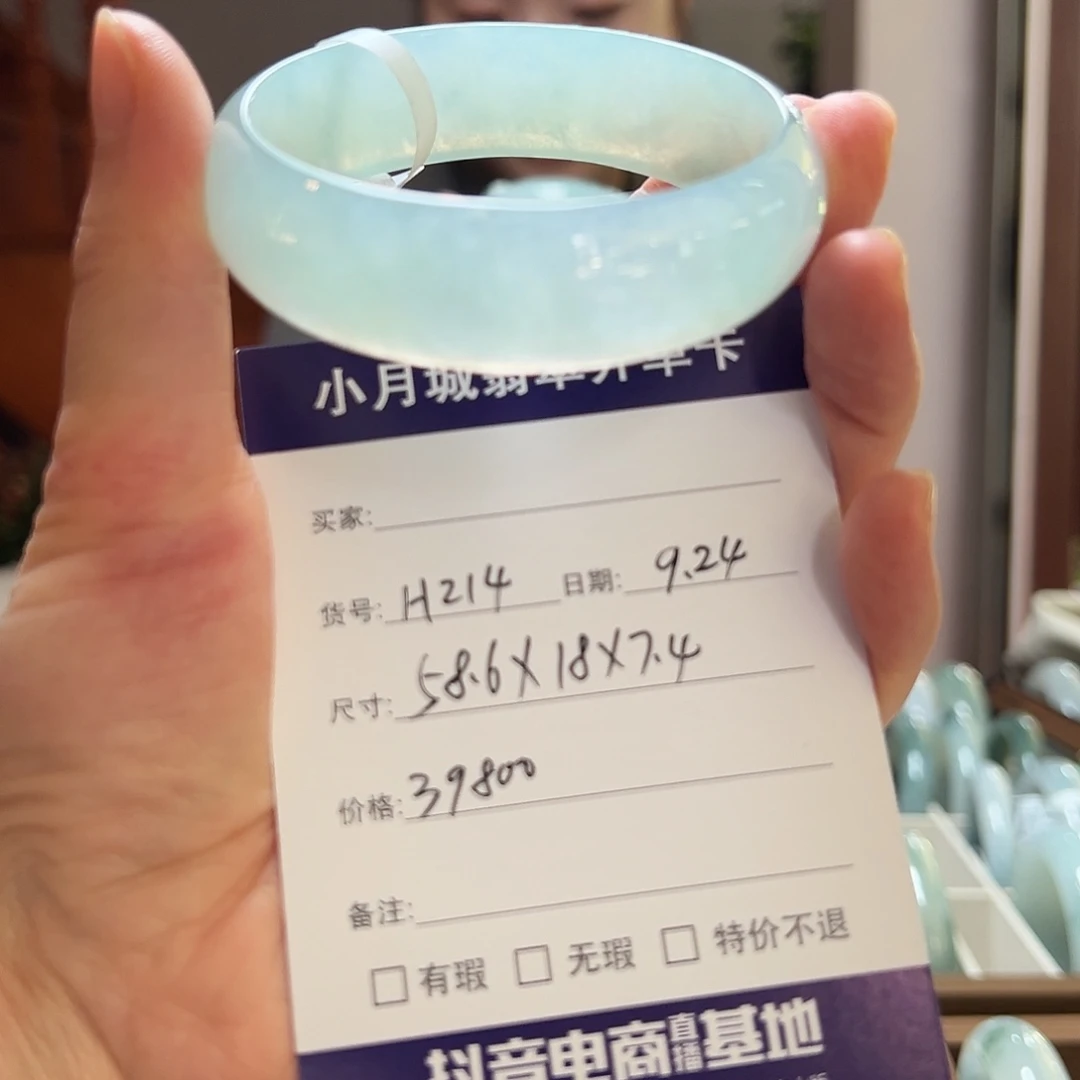 小月城翡翠开单卡
买家:
货号: H214 日期: 9.24
尺寸: 58.6X18X7.4
价格: 39800
备注:
□有瑕 □无瑕 □特价不退
抖音电商直播基地